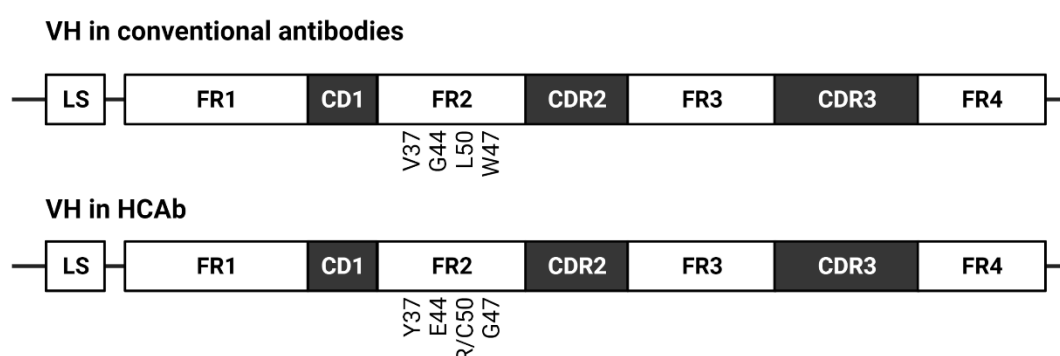 VH in conventional antibodies
LS FR1 CD1 FR2 CDR2 FR3 CDR3 FR4
V37 G44 L50 W47
VH in HCAb
LS FR1 CD1 FR2 CDR2 FR3 CDR3 FR4
Y37 E44 R/C50 G47